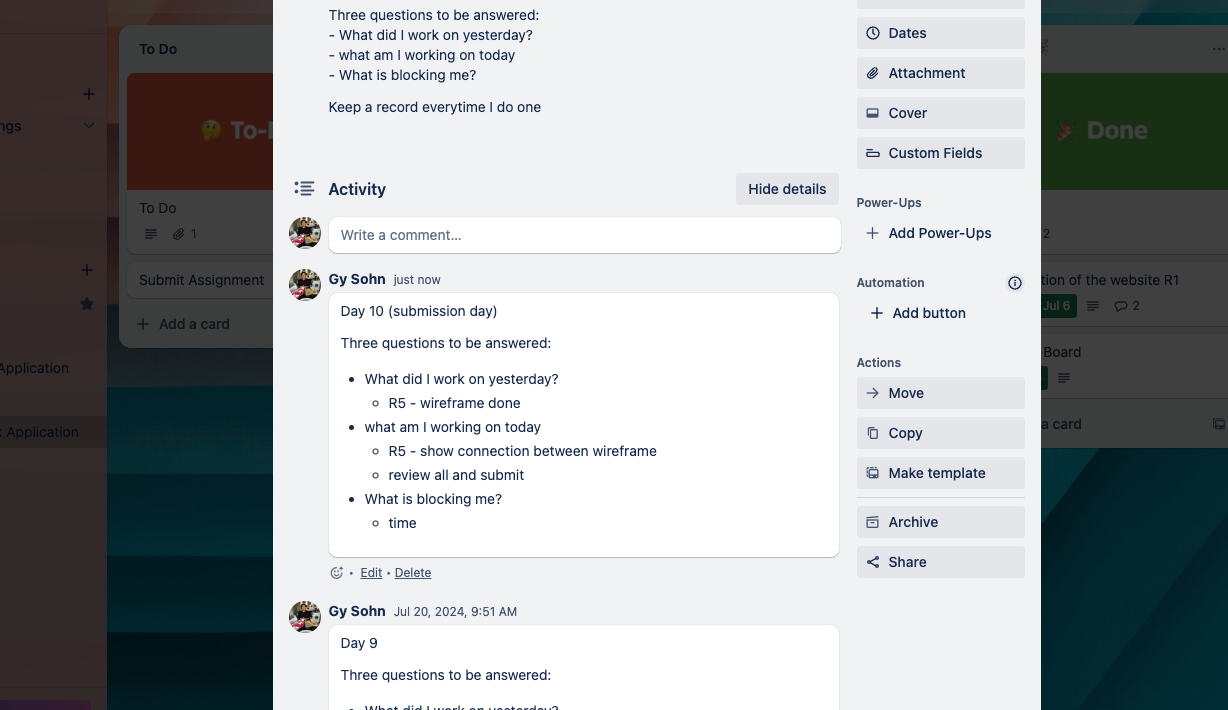 Three questions to be answered:
- What did I work on yesterday?
- what am I working on today
- What is blocking me?
Keep a record everytime I do one
Activity
Hide details
Write a comment...
Gy Sohn just now
Day 10 (submission day)
Three questions to be answered:
What did I work on yesterday?
R5 - wireframe done
what am I working on today
R5 - show connection between wireframe
review all and submit
What is blocking me?
time
Edit • Delete
Gy Sohn Jul 20, 2024, 9:51 AM
Day 9
Three questions to be answered:
What did I work on yesterday?
Dates
Attachment
Cover
Custom Fields
Power-Ups
+ Add Power-Ups
Automation
+ Add button
Actions
Move
Copy
Make template
Archive
Share
To Do
To Do
1
Submit Assignment
+ Add a card
Application
Application
Done
2
tion of the website R1
Jul 6
2
Board
a card